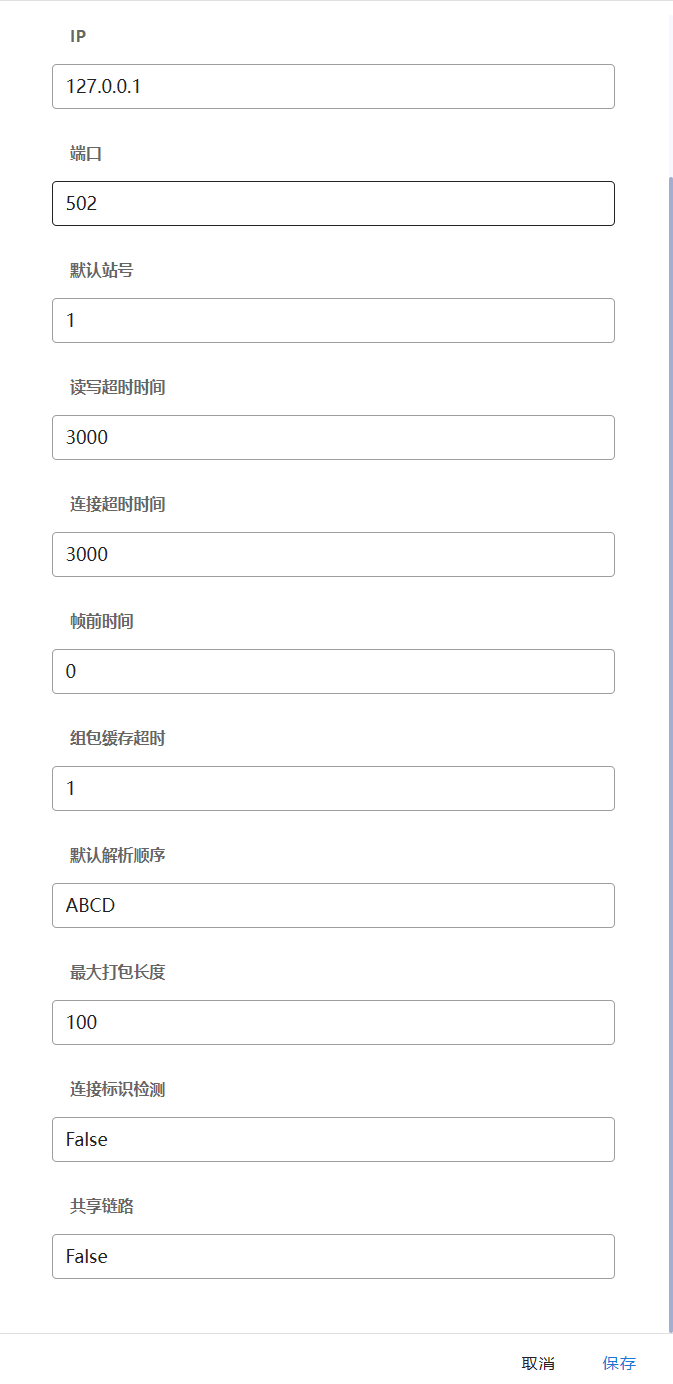 IP
127.0.0.1
端口
502
默认站号
1
读写超时时间
3000
连接超时时间
3000
帧前时间
0
组包缓存超时
1
默认解析顺序
ABCD
最大打包长度
100
连接标识检测
False
共享链路
False
取消 保存